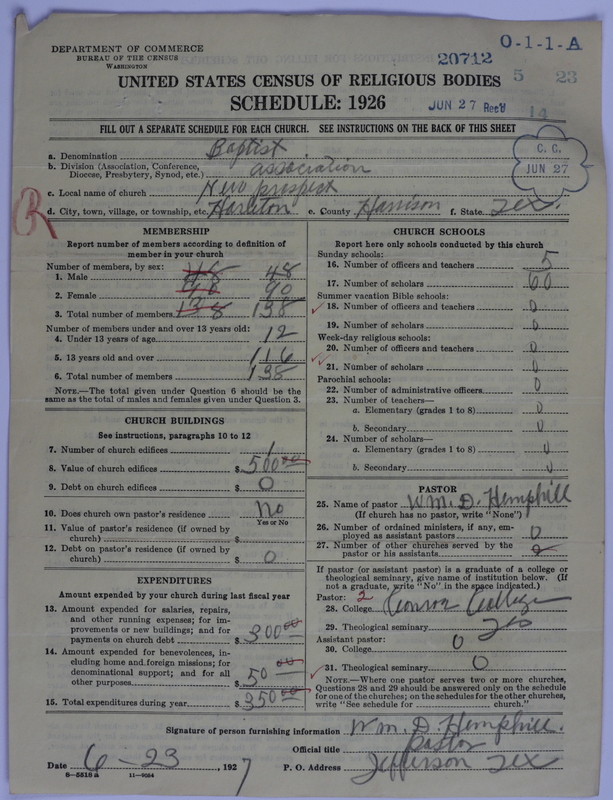 DEPARTMENT OF COMMERCE
BUREAU OF THE CENSUS
WASHINGTON
20712
O-1-1-A
5 23
14
UNITED STATES CENSUS OF RELIGIOUS BODIES
SCHEDULE: 1926
JUN 27 Rec'd
FILL OUT A SEPARATE SCHEDULE FOR EACH CHURCH. SEE INSTRUCTIONS ON THE BACK OF THIS SHEET
C. C.
JUN 27
a. Denomination Baptist
b. Division (Association, Conference, Diocese, Presbytery, Synod, etc.) association
c. Local name of church New prospect
R
d. City, town, village, or township, etc. Harleton e. County Harrison f. State Tex.
MEMBERSHIP
Report number of members according to definition of
member in your church
Number of members, by sex:
1. Male 48
2. Female 90
3. Total number of members 138 138
Number of members under and over 13 years old:
4. Under 13 years of age 12
5. 13 years old and over 116
6. Total number of members 138
NOTE.—The total given under Question 6 should be the
same as the total of males and females given under Question 3.
CHURCH BUILDINGS
See instructions, paragraphs 10 to 12
7. Number of church edifices 1
8. Value of church edifices $ 500 00
9. Debt on church edifices $ 0
10. Does church own pastor's residence no
Yes or No
11. Value of pastor's residence (if owned by
church) $
12. Debt on pastor's residence (if owned by
church) $ 0
EXPENDITURES
Amount expended by your church during last fiscal year
13. Amount expended for salaries, repairs,
and other running expenses; for im-
provements or new buildings; and for
payments on church debt $ 300 00
14. Amount expended for benevolences, in-
cluding home and foreign missions; for
denominational support; and for all
other purposes $ 50 00
15. Total expenditures during year $ 350 00
CHURCH SCHOOLS
Report here only schools conducted by this church
Sunday schools:
16. Number of officers and teachers 5
17. Number of scholars 60
Summer vacation Bible schools:
18. Number of officers and teachers 0
19. Number of scholars 0
Week-day religious schools:
20. Number of officers and teachers 0
21. Number of scholars 0
Parochial schools:
22. Number of administrative officers 0
23. Number of teachers—
a. Elementary (grades 1 to 8) 0
b. Secondary 0
24. Number of scholars—
a. Elementary (grades 1 to 8) 0
b. Secondary 0
PASTOR
25. Name of pastor Wm. D. Hemphill
(If church has no pastor, write "None")
26. Number of ordained ministers, if any, em-
ployed as assistant pastors 0
27. Number of other churches served by the
pastor or his assistants 2
If pastor (or assistant pastor) is a graduate of a college or
theological seminary, give name of institution below. (If
not a graduate, write "No" in the space indicated.)
Pastor: 2
28. College College
29. Theological seminary
Assistant pastor:
30. College 0
31. Theological seminary 0
NOTE.—Where one pastor serves two or more churches,
Questions 28 and 29 should be answered only on the schedule
for one of the churches; on the schedules for the other churches,
write "See schedule for church."
Signature of person furnishing information Wm. D. Hemphill.
Official title pastor
Date 6-23, 1927 P. O. Address Jefferson Tex
8-5515 a 11-9024